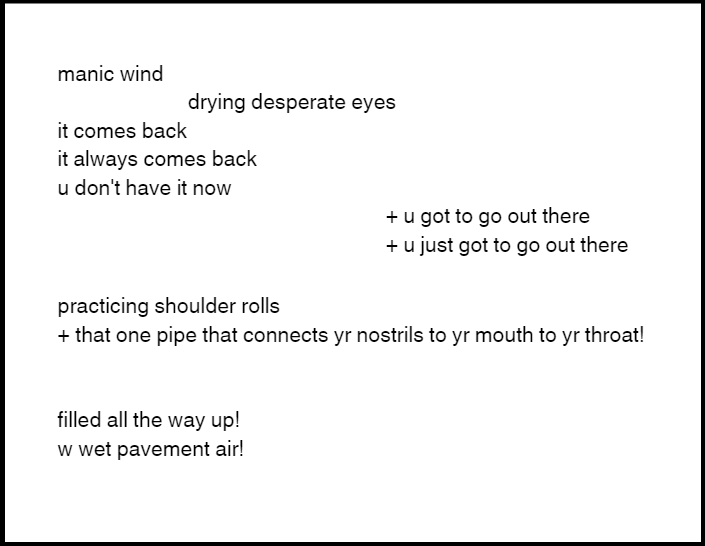 manic wind
drying desperate eyes
it comes back
it always comes back
u don't have it now
+ u got to go out there
+ u just got to go out there
practicing shoulder rolls
+ that one pipe that connects yr nostrils to yr mouth to yr throat!
filled all the way up!
w wet pavement air!